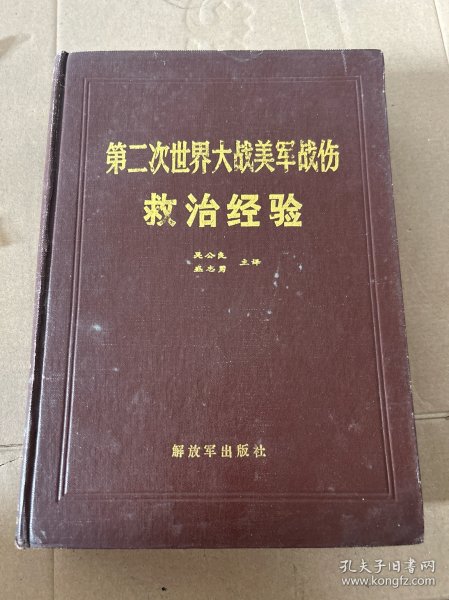 第二次世界大战美军战伤
救治经验
吴公良
盛志勇 主译
解放军出版社
孔夫子旧书网
www.kongfz.com